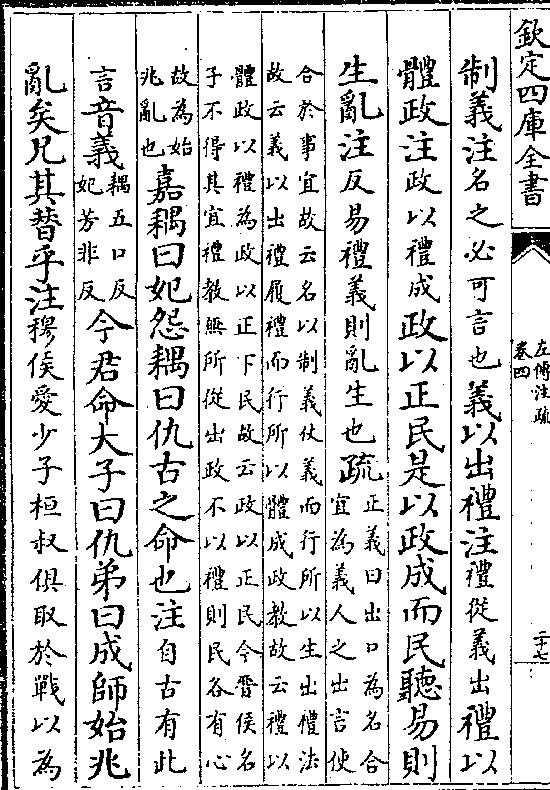 欽定四庫全書
左傳注疏
卷四
二十七
制義注名之必可言也義以出禮注禮從義出禮以
體政注政以禮成政以正民是以政成而民聽易則
生亂注反易禮義則亂生也疏正義曰出口為名合
宜為義人之出言使
合於事宜故云名以制義仗義而行所以生出禮法
故云義以出禮履禮而行所以體成政教故云禮以
體政以禮為政以正下民故云政以正民今晉侯名
子不得其宜禮教無所從出政不以禮則民各有心
故為始
兆亂也嘉耦曰妃怨耦曰仇古之命也注自古有此
言音義耦五口反
妃芳非反今君命大子曰仇弟曰成師始兆
亂矣兄其替乎注穆侯愛少子桓叔俱取於戰以為